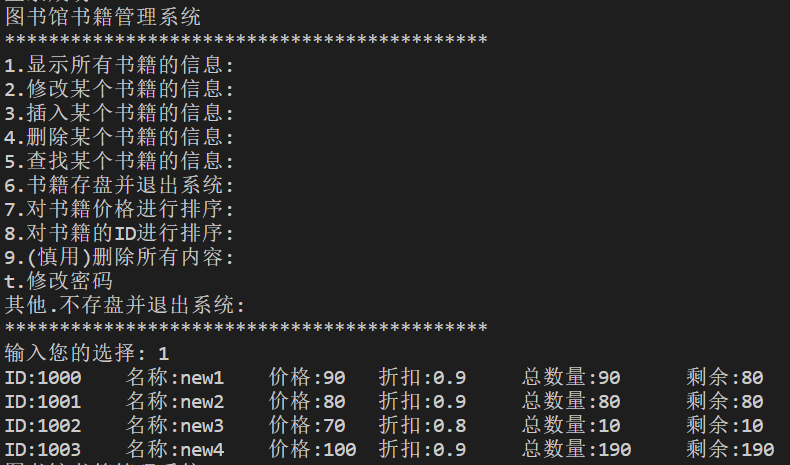 图书馆书籍管理系统
********************************************
1.显示所有书籍的信息:
2.修改某个书籍的信息:
3.插入某个书籍的信息:
4.删除某个书籍的信息:
5.查找某个书籍的信息:
6.书籍存盘并退出系统:
7.对书籍价格进行排序:
8.对书籍的ID进行排序:
9.(慎用)删除所有内容:
t.修改密码
其他.不存盘并退出系统:
********************************************
输入您的选择: 1
ID:1000 名称:new1 价格:90 折扣:0.9 总数量:90 剩余:80
ID:1001 名称:new2 价格:80 折扣:0.9 总数量:80 剩余:80
ID:1002 名称:new3 价格:70 折扣:0.8 总数量:10 剩余:10
ID:1003 名称:new4 价格:100 折扣:0.9 总数量:190 剩余:190